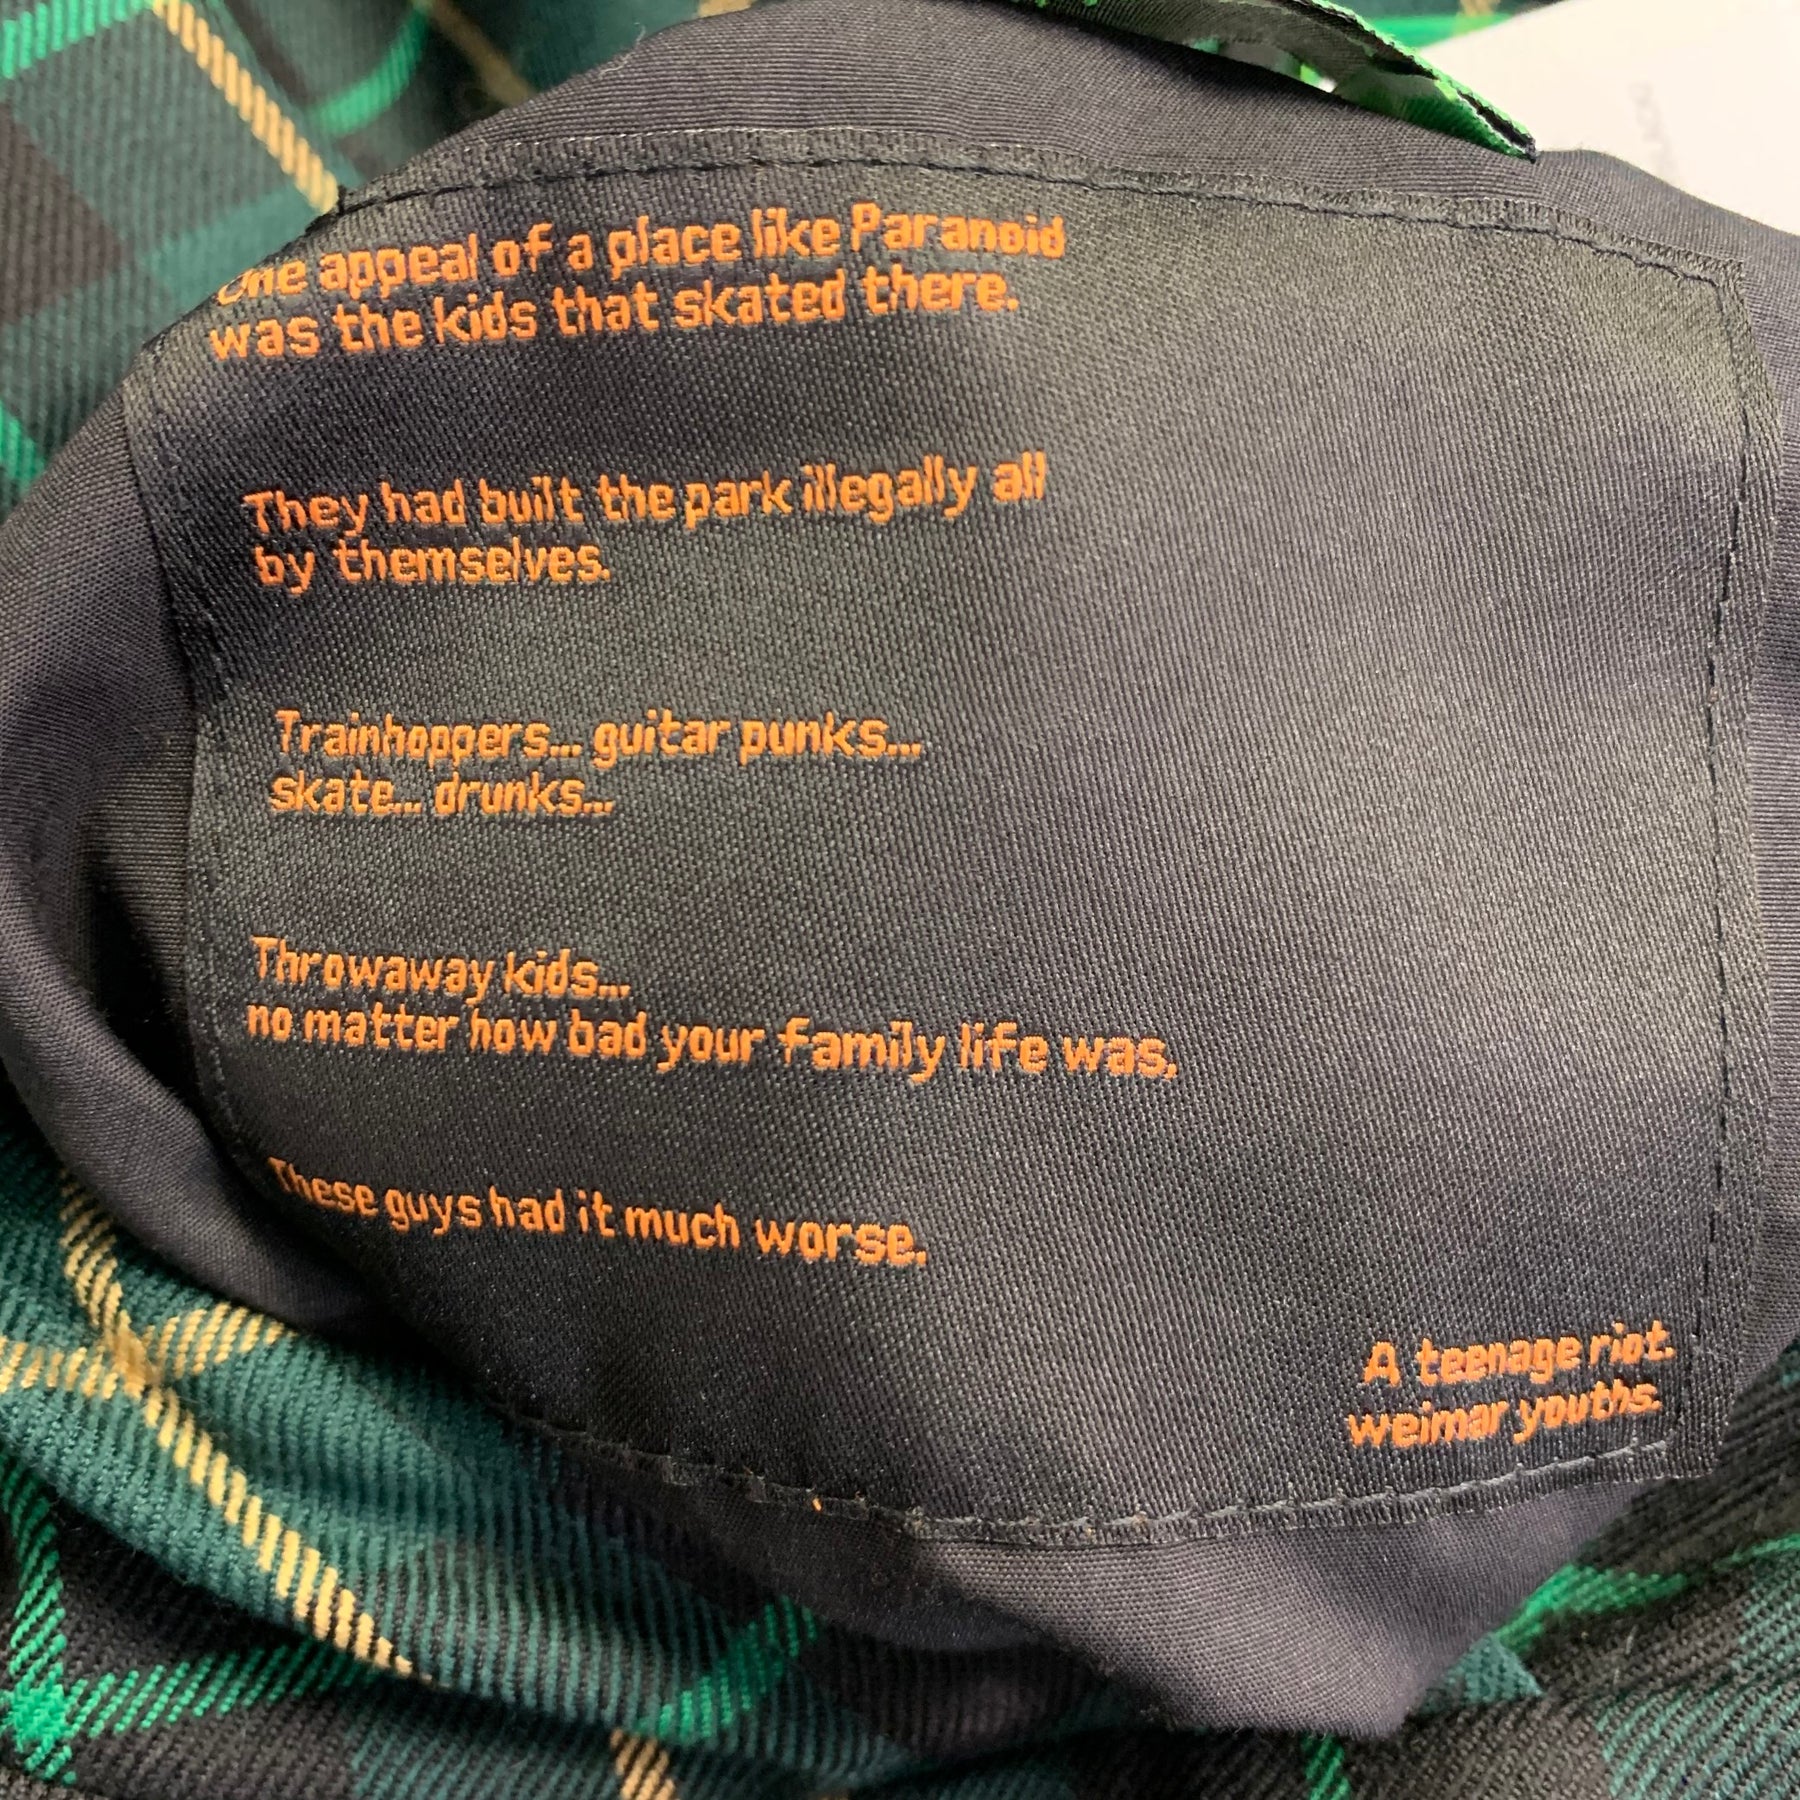 One appeal of a place like Paranoid
was the kids that skated there.
They had built the park illegally all
by themselves.
Trainhoppers... guitar punks...
skate... drunks...
Throwaway kids...
no matter how bad your family life was,
These guys had it much worse.
A teenage riot.
weimar youths.